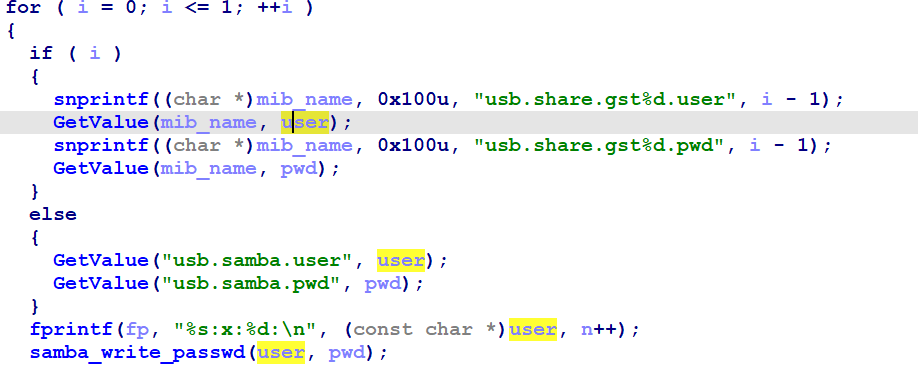 for ( i = 0; i <= 1; ++i )
{
if ( i )
{
snprintf((char *)mib_name, 0x100u, "usb.share.gst%d.user", i - 1);
GetValue(mib_name, user);
snprintf((char *)mib_name, 0x100u, "usb.share.gst%d.pwd", i - 1);
GetValue(mib_name, pwd);
}
else
{
GetValue("usb.samba.user", user);
GetValue("usb.samba.pwd", pwd);
}
fprintf(fp, "%s:x:%d:\n", (const char *)user, n++);
samba_write_passwd(user, pwd);